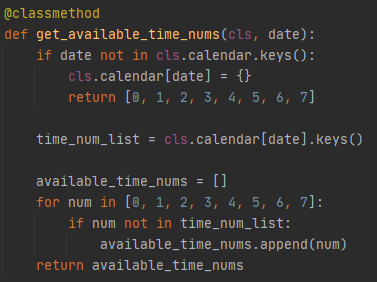 @classmethod
def get_available_time_nums(cls, date):
    if date not in cls.calendar.keys():
        cls.calendar[date] = {}
        return [0, 1, 2, 3, 4, 5, 6, 7]

    time_num_list = cls.calendar[date].keys()

    available_time_nums = []
    for num in [0, 1, 2, 3, 4, 5, 6, 7]:
        if num not in time_num_list:
            available_time_nums.append(num)
    return available_time_nums